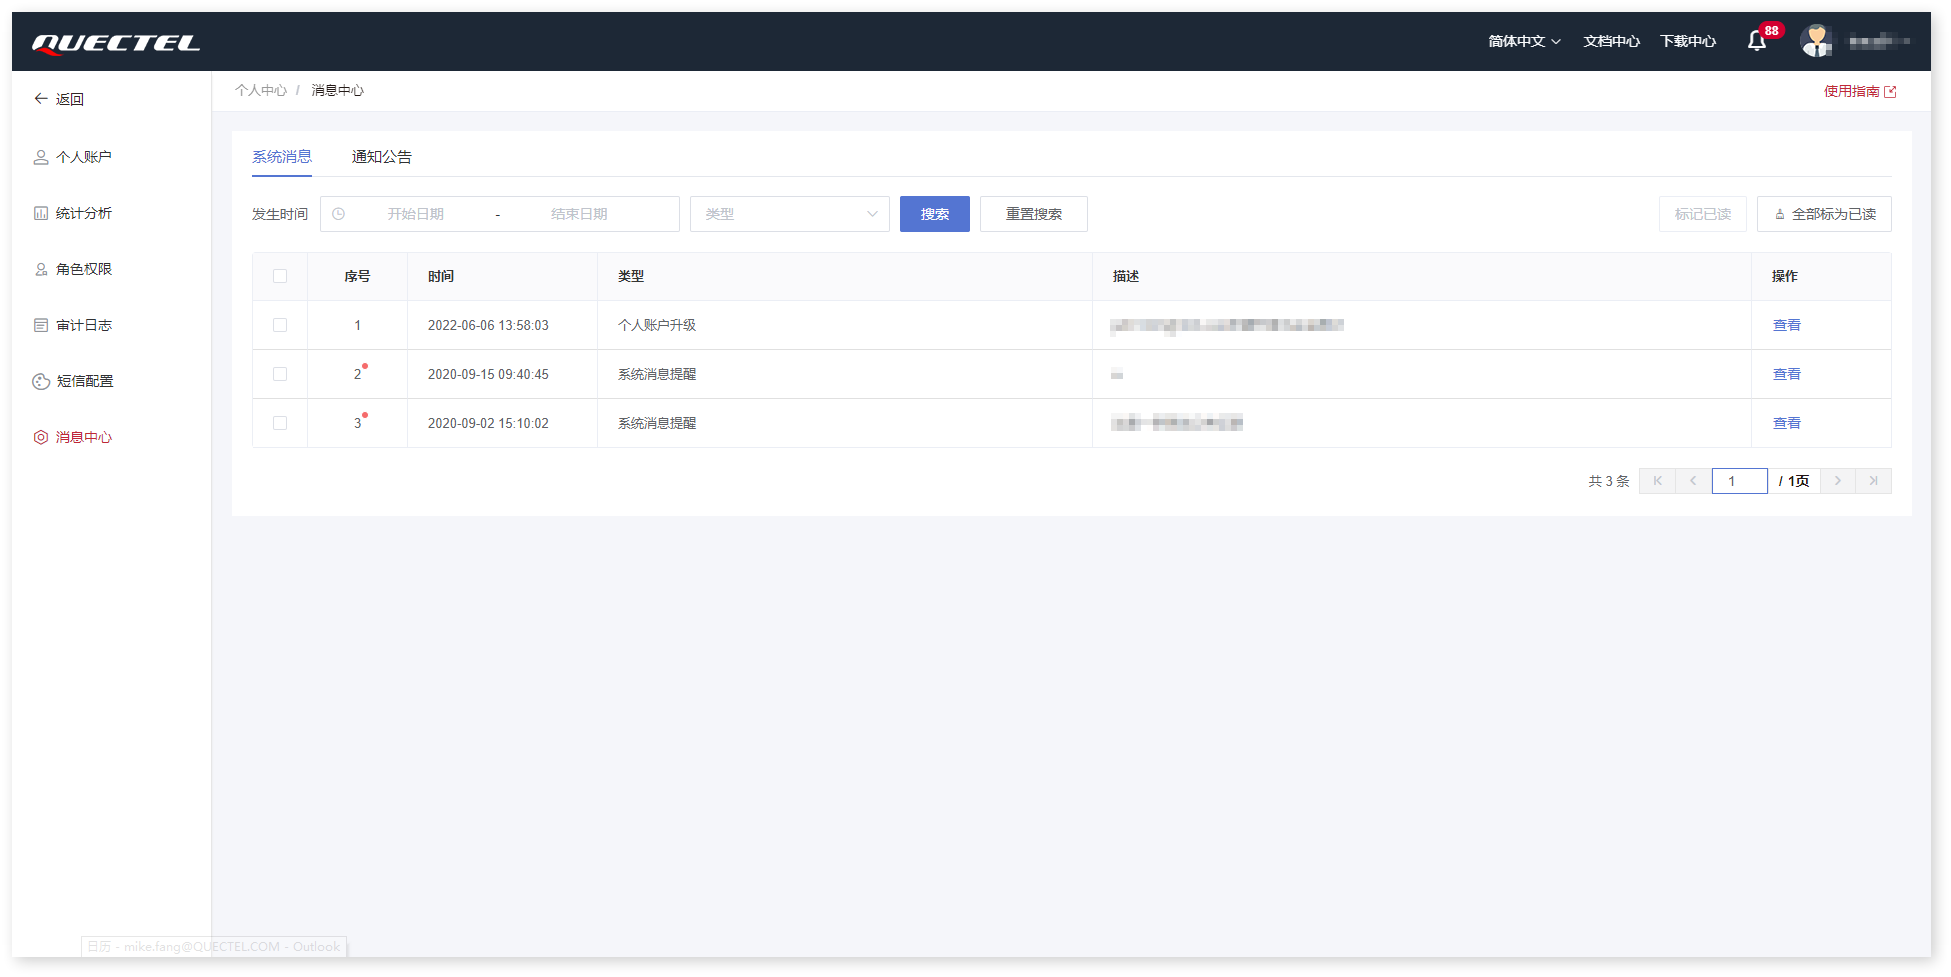 QUECTEL
简体中文
文档中心
下载中心
88
返回
个人中心 / 消息中心
使用指南
个人账户
统计分析
角色权限
审计日志
短信配置
消息中心
系统消息
通知公告
发生时间
开始日期 - 结束日期
类型
搜索
重置搜索
标记已读
全部标为已读
序号 时间 类型 描述 操作
1 2022-06-06 13:58:03 个人账户升级 查看
2 2020-09-15 09:40:45 系统消息提醒 查看
3 2020-09-02 15:10:02 系统消息提醒 查看
共 3 条
1 / 1页
日历 - mike.fang@QUECTEL.COM - Outlook